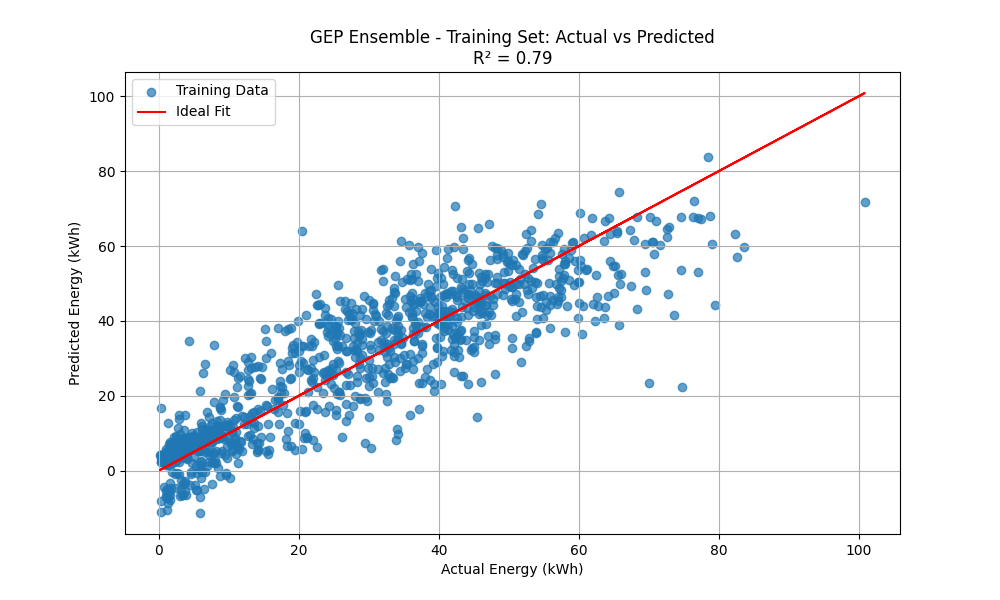 GEP Ensemble - Training Set: Actual vs Predicted
R² = 0.79
Training Data
Ideal Fit
100
80
60
40
20
0
Predicted Energy (kWh)
0 20 40 60 80 100
Actual Energy (kWh)